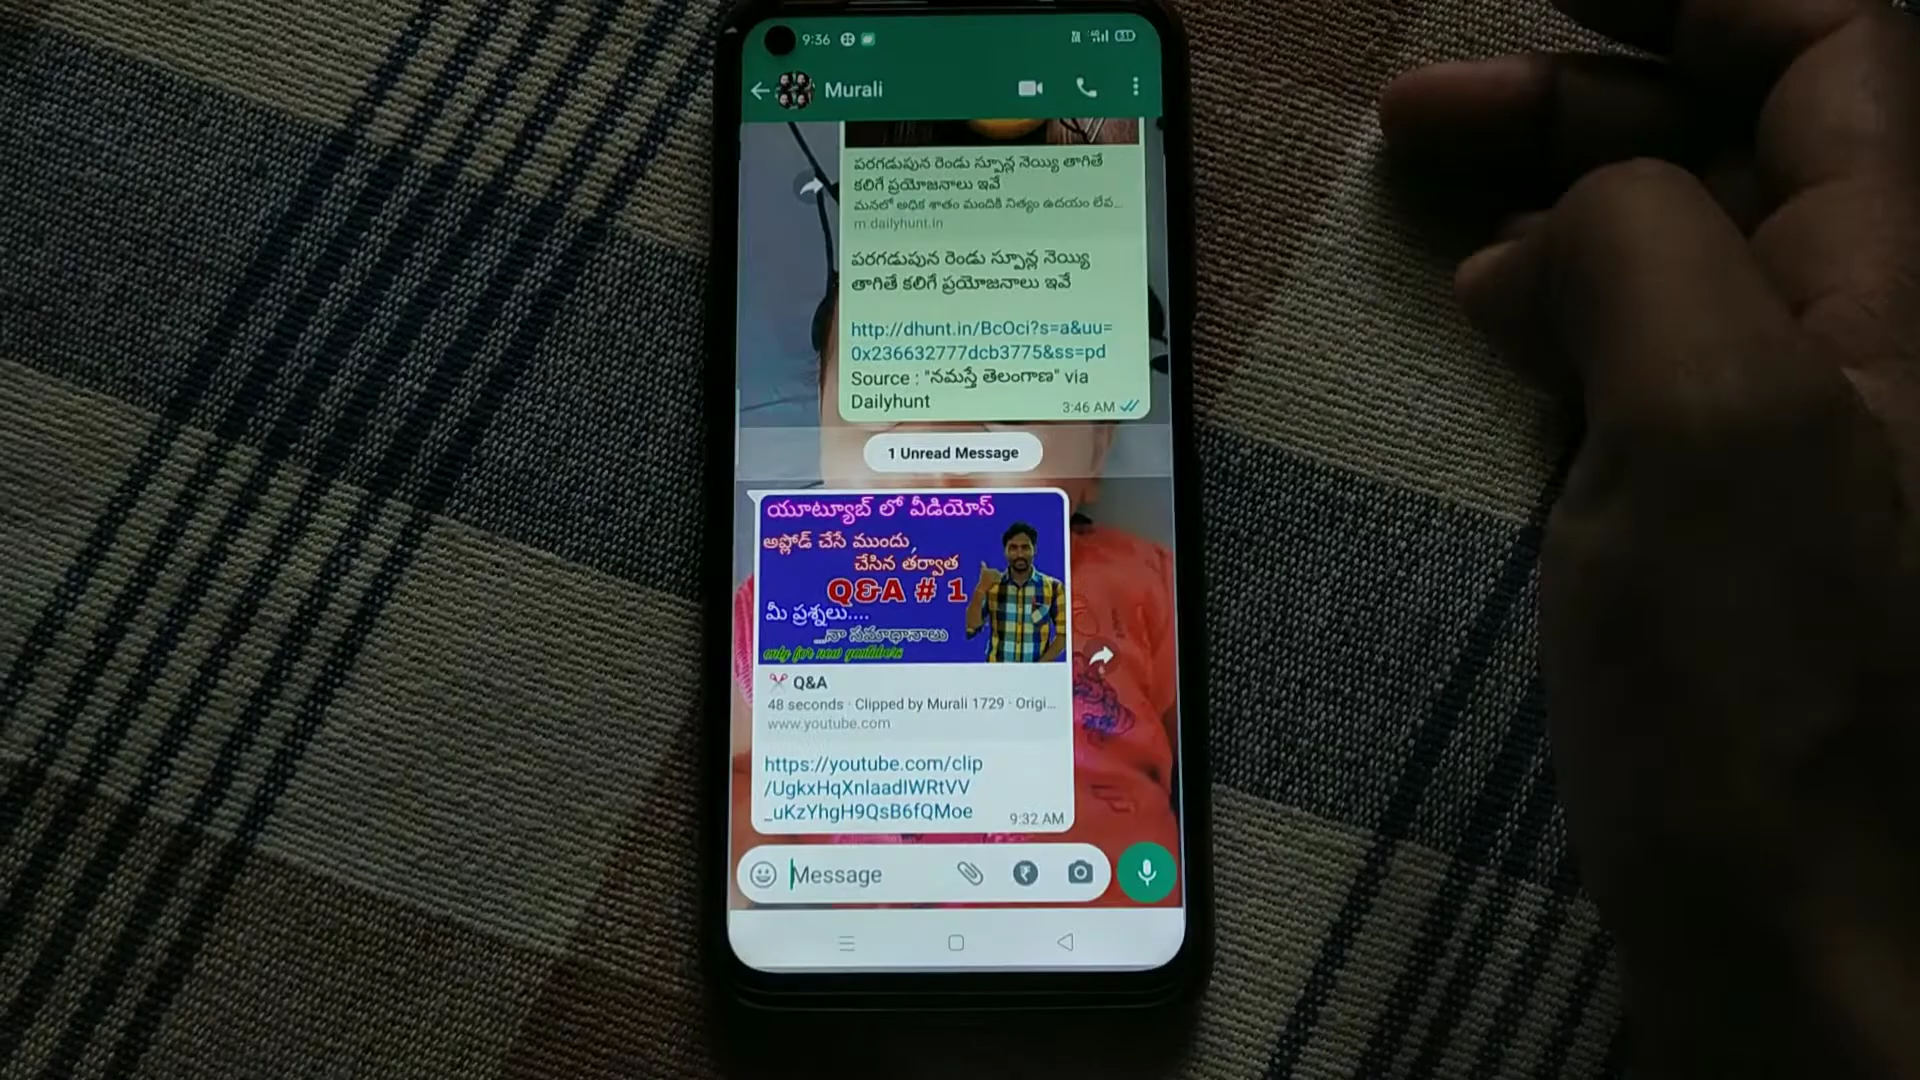 9:36
Murali
పరగడుపున రెండు స్పూన్ల నెయ్యి తాగితే
కలిగే ప్రయోజనాలు ఇవే
మనలో అధిక శాతం మందికి నిత్యం ఉదయం లేవ...
m.dailyhunt.in
పరగడుపున రెండు స్పూన్ల నెయ్యి
తాగితే కలిగే ప్రయోజనాలు ఇవే
http://dhunt.in/BcOci?s=a&uu=
0x236632777dcb3775&ss=pd
Source : "నమస్తే తెలంగాణ" via
Dailyhunt
3:46 AM
1 Unread Message
యూట్యూబ్ లో వీడియోస్
అప్లోడ్ చేసే ముందు,
చేసిన తర్వాత
Q&A # 1
మీ ప్రశ్నలు....
...నా సమాధానాలు
only for new youtubers
Q&A
48 seconds · Clipped by Murali 1729 · Origi...
www.youtube.com
https://youtube.com/clip
/UgkxHqXnlaadIWRtVV
_uKzYhgH9QsB6fQMoe
9:32 AM
Message